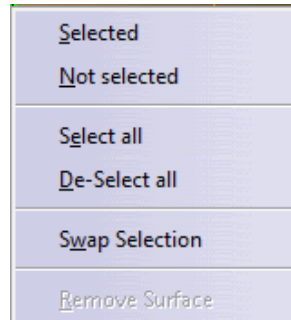 Selected
Not selected
Select all
De-Select all
Swap Selection
Remove Surface